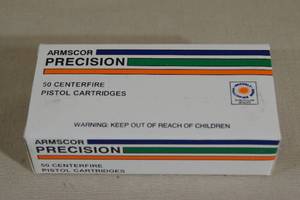 ARMSCOR
PRECISION
50 CENTERFIRE
PISTOL CARTRIDGES
WARNING: KEEP OUT OF REACH OF CHILDREN
ARMSCOR
PRECISION
50 CENTERFIRE
PISTOL CARTRIDGES